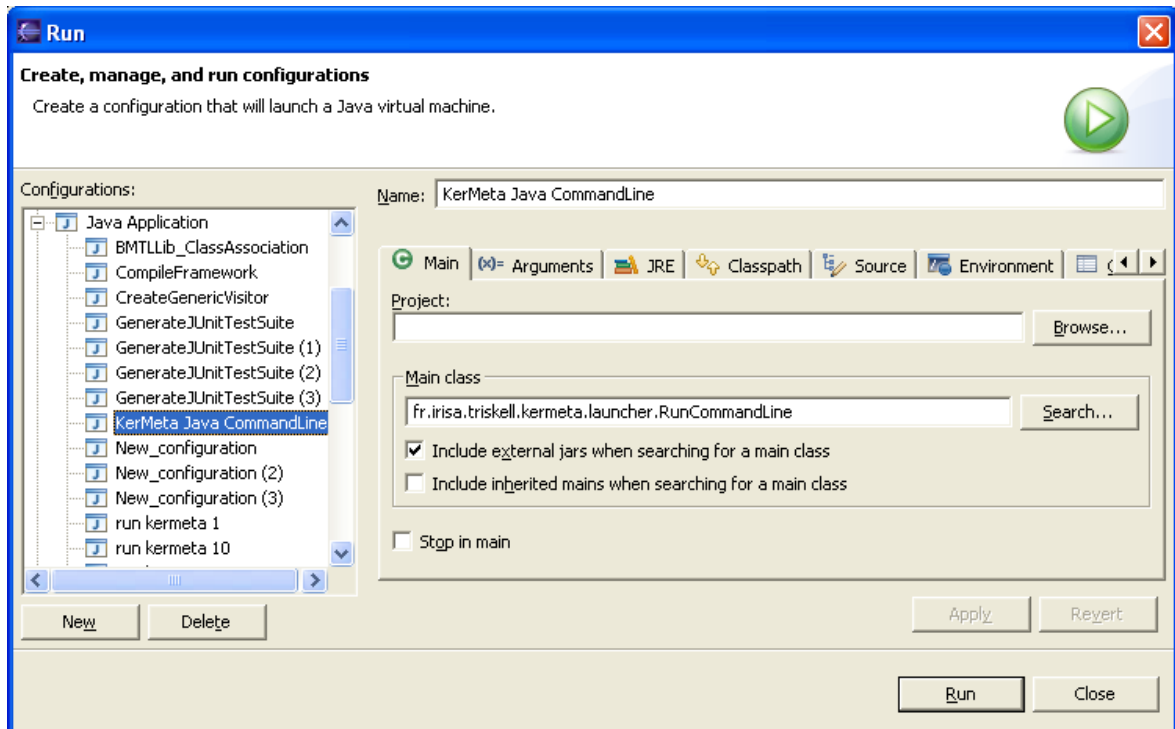 Run
Create, manage, and run configurations
Create a configuration that will launch a Java virtual machine.
Configurations:
Java Application
BMTLLib_ClassAssociation
CompileFramework
CreateGenericVisitor
GenerateJUnitTestSuite
GenerateJUnitTestSuite (1)
GenerateJUnitTestSuite (2)
GenerateJUnitTestSuite (3)
KerMeta Java CommandLine
New_configuration
New_configuration (2)
New_configuration (3)
run kermeta 1
run kermeta 10
New Delete
Name: KerMeta Java CommandLine
Main (x)= Arguments JRE Classpath Source Environment
Project:
Browse...
Main class
fr.irisa.triskell.kermeta.launcher.RunCommandLine Search...
Include external jars when searching for a main class
Include inherited mains when searching for a main class
Stop in main
Apply Revert
Run Close